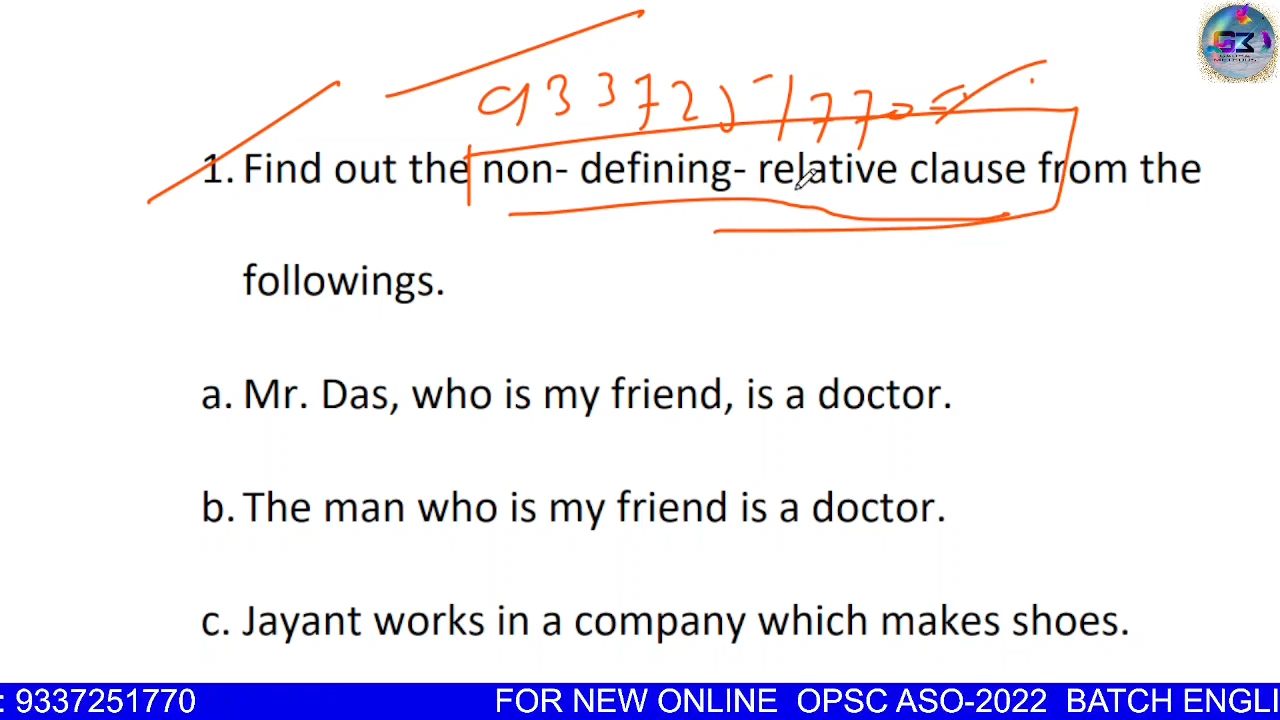 G3
9337251770
1. Find out the non- defining- relative clause from the
followings.
a. Mr. Das, who is my friend, is a doctor.
b. The man who is my friend is a doctor.
c. Jayant works in a company which makes shoes.
: 9337251770 FOR NEW ONLINE OPSC ASO-2022 BATCH ENGLI